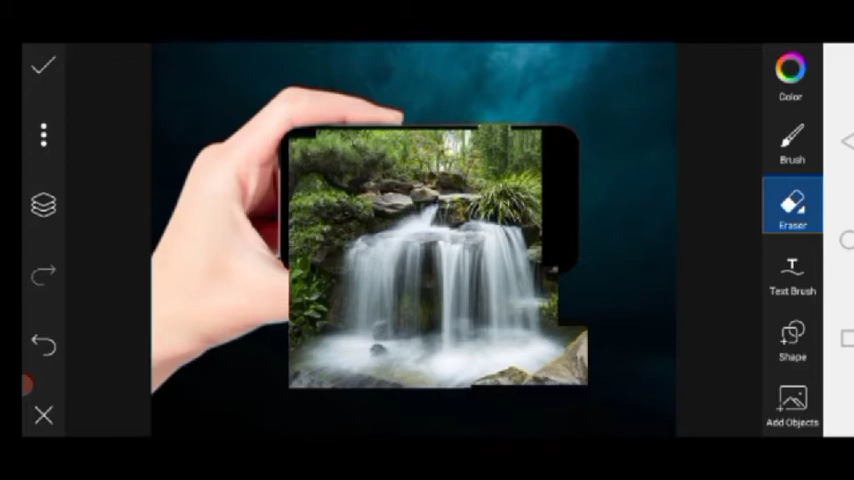 Color
Brush
Eraser
Text Brush
Shape
Add Objects